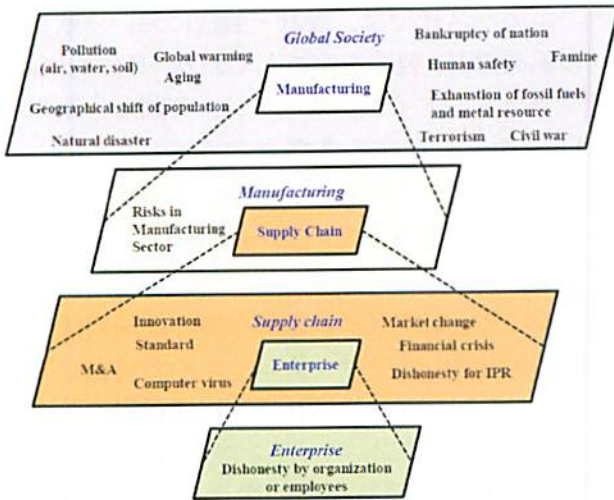 Global Society
Bankruptcy of nation
Pollution
(air, water, soil)
Global warming
Aging
Human safety
Famine
Manufacturing
Exhaustion of fossil fuels
and metal resource
Geographical shift of population
Natural disaster
Terrorism
Civil war
Manufacturing
Risks in
Manufacturing
Sector
Supply Chain
Innovation
Supply chain
Market change
Standard
Financial crisis
M&A
Enterprise
Computer virus
Dishonesty for IPR
Enterprise
Dishonesty by organization
or employees